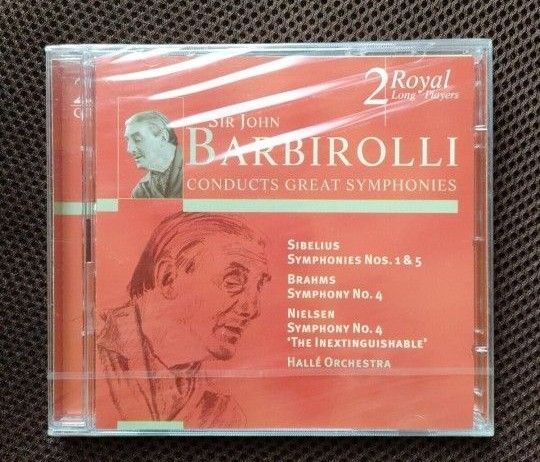 2 Royal
Long Players
SIR JOHN
BARBIROLLI
CONDUCTS GREAT SYMPHONIES
SIBELIUS
SYMPHONIES NOS. 1 & 5
BRAHMS
SYMPHONY NO. 4
NIELSEN
SYMPHONY NO. 4
‘THE INEXTINGUISHABLE’
HALLÉ ORCHESTRA